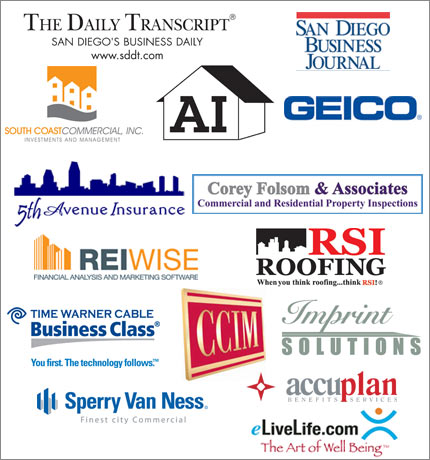 THE DAILY TRANSCRIPT®
SAN DIEGO'S BUSINESS DAILY
www.sddt.com
SAN DIEGO
BUSINESS
JOURNAL
SOUTH COAST COMMERCIAL, INC.
INVESTMENTS AND MANAGEMENT
AI
GEICO®
5th Avenue Insurance
Corey Folsom & Associates
Commercial and Residential Property Inspections
REIWISE
FINANCIAL ANALYSIS AND MARKETING SOFTWARE
RSI
ROOFING
When you think roofing...think RSI!®
TIME WARNER CABLE
Business Class®
You first. The technology follows.™
CCIM
Imprint
SOLUTIONS
Sperry Van Ness®
Finest city Commercial
accuplan
BENEFITS SERVICES
eLiveLife.com
The Art of Well Being™